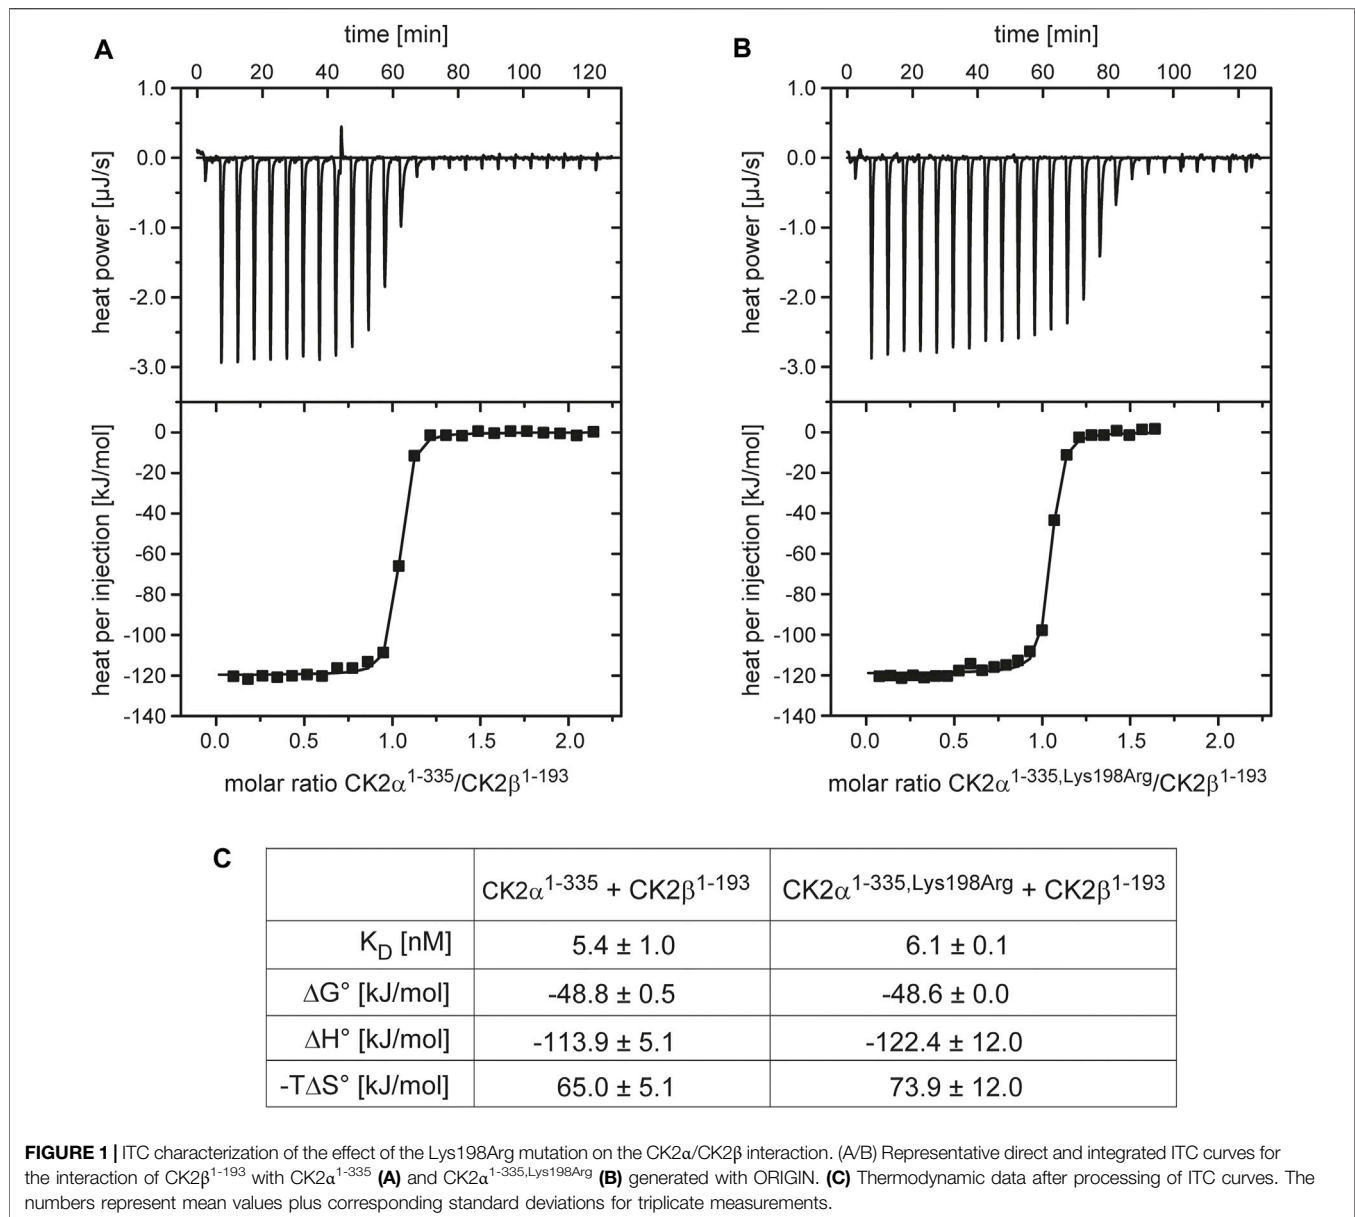 A
time [min]
0 20 40 60 80 100 120
1.0
0.0
-1.0
-2.0
-3.0
heat power [µJ/s]
0
-20
-40
-60
-80
-100
-120
-140
heat per injection [kJ/mol]
0.0 0.5 1.0 1.5 2.0
molar ratio CK2α1-335/CK2β1-193
B
time [min]
0 20 40 60 80 100 120
1.0
0.0
-1.0
-2.0
-3.0
heat power [µJ/s]
0
-20
-40
-60
-80
-100
-120
-140
heat per injection [kJ/mol]
0.0 0.5 1.0 1.5 2.0
molar ratio CK2α1-335,Lys198Arg/CK2β1-193
C
CK2α1-335 + CK2β1-193 CK2α1-335,Lys198Arg + CK2β1-193
KD [nM] 5.4 ± 1.0 6.1 ± 0.1
ΔG° [kJ/mol] -48.8 ± 0.5 -48.6 ± 0.0
ΔH° [kJ/mol] -113.9 ± 5.1 -122.4 ± 12.0
-TΔS° [kJ/mol] 65.0 ± 5.1 73.9 ± 12.0
FIGURE 1 | ITC characterization of the effect of the Lys198Arg mutation on the CK2α/CK2β interaction. (A/B) Representative direct and integrated ITC curves for
the interaction of CK2β1-193 with CK2α1-335 (A) and CK2α1-335,Lys198Arg (B) generated with ORIGIN. (C) Thermodynamic data after processing of ITC curves. The
numbers represent mean values plus corresponding standard deviations for triplicate measurements.